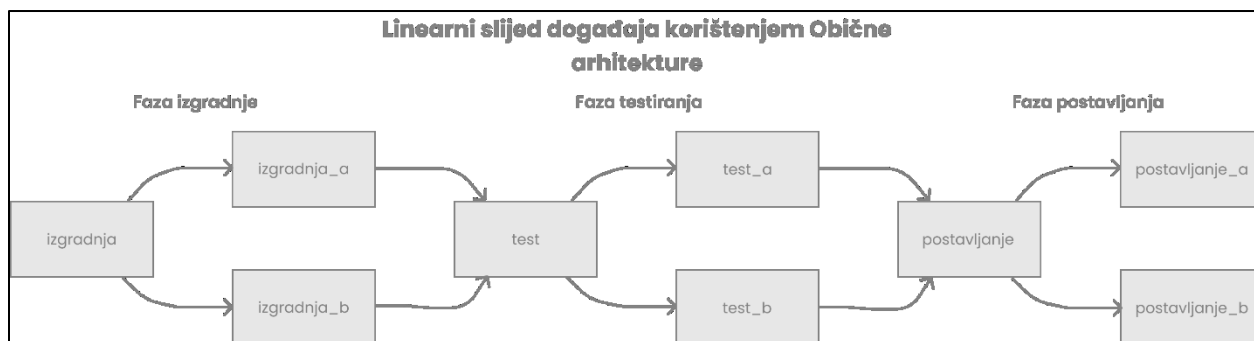 Linearni slijed događaja korištenjem Obične
arhitekture
Faza izgradnje
Faza testiranja
Faza postavljanja
izgradnja_a
test_a
postavljanje_a
izgradnja
test
postavljanje
izgradnja_b
test_b
postavljanje_b